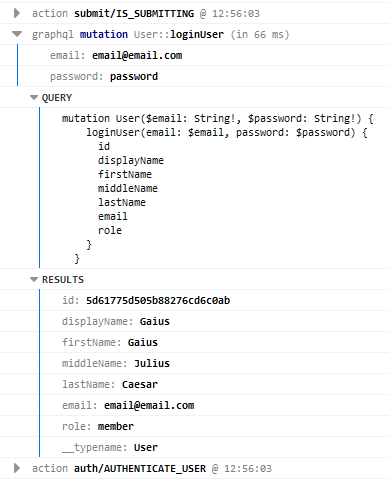 action submit/IS_SUBMITTING @ 12:56:03
graphql mutation User::loginUser (in 66 ms)
email: email@email.com
password: password
QUERY
mutation User($email: String!, $password: String!) {
loginUser(email: $email, password: $password) {
id
displayName
firstName
middleName
lastName
email
role
}
}
RESULTS
id: 5d61775d505b88276cd6c0ab
displayName: Gaius
firstName: Gaius
middleName: Julius
lastName: Caesar
email: email@email.com
role: member
__typename: User
action auth/AUTHENTICATE_USER @ 12:56:03